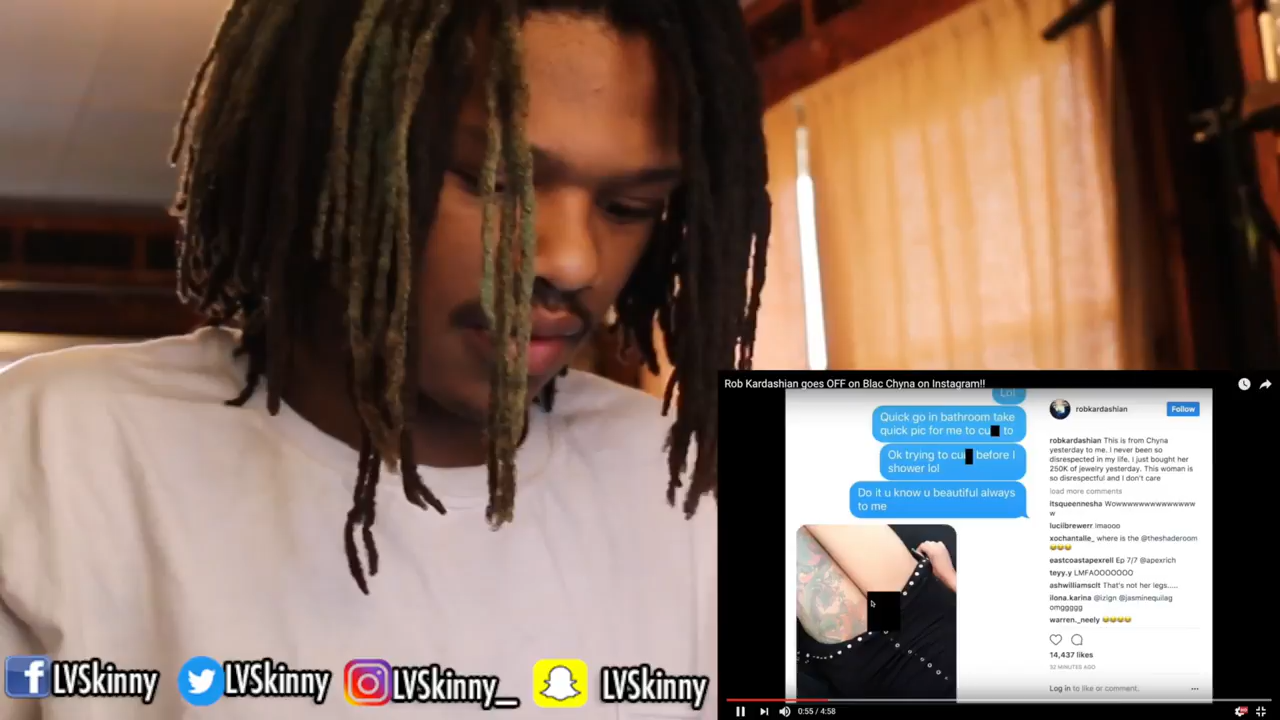 Rob Kardashian goes OFF on Blac Chyna on Instagram!!
Lol
Quick go in bathroom take
quick pic for me to cu to
Ok trying to cu before I
shower lol
Do it u know u beautiful always
to me
robkardashian
Follow
robkardashian This is from Chyna
yesterday to me. I never been so
disrespected in my life. I just bought her
250K of jewelry yesterday. This woman is
so disrespectful and I don't care
load more comments
itsqueennesha Wowwwwwwwwwwwww
w
lucilbrewerr lmaooo
xochantalle_ where is the @theshaderoom
😂😂😂
eastcoastapexrell Ep 7/7 @apexrich
teyy.y LMFAOOOOOOO
ashwilliamsclt That's not her legs.....
ilona.karina @izign @jasminequilag
omggggg
warren._neely 😂😂😂😂
14,437 likes
32 MINUTES AGO
Log in to like or comment.
0:55 / 4:58
LVSkinny
LVSkinny
LVSkinny_
LVSkinny